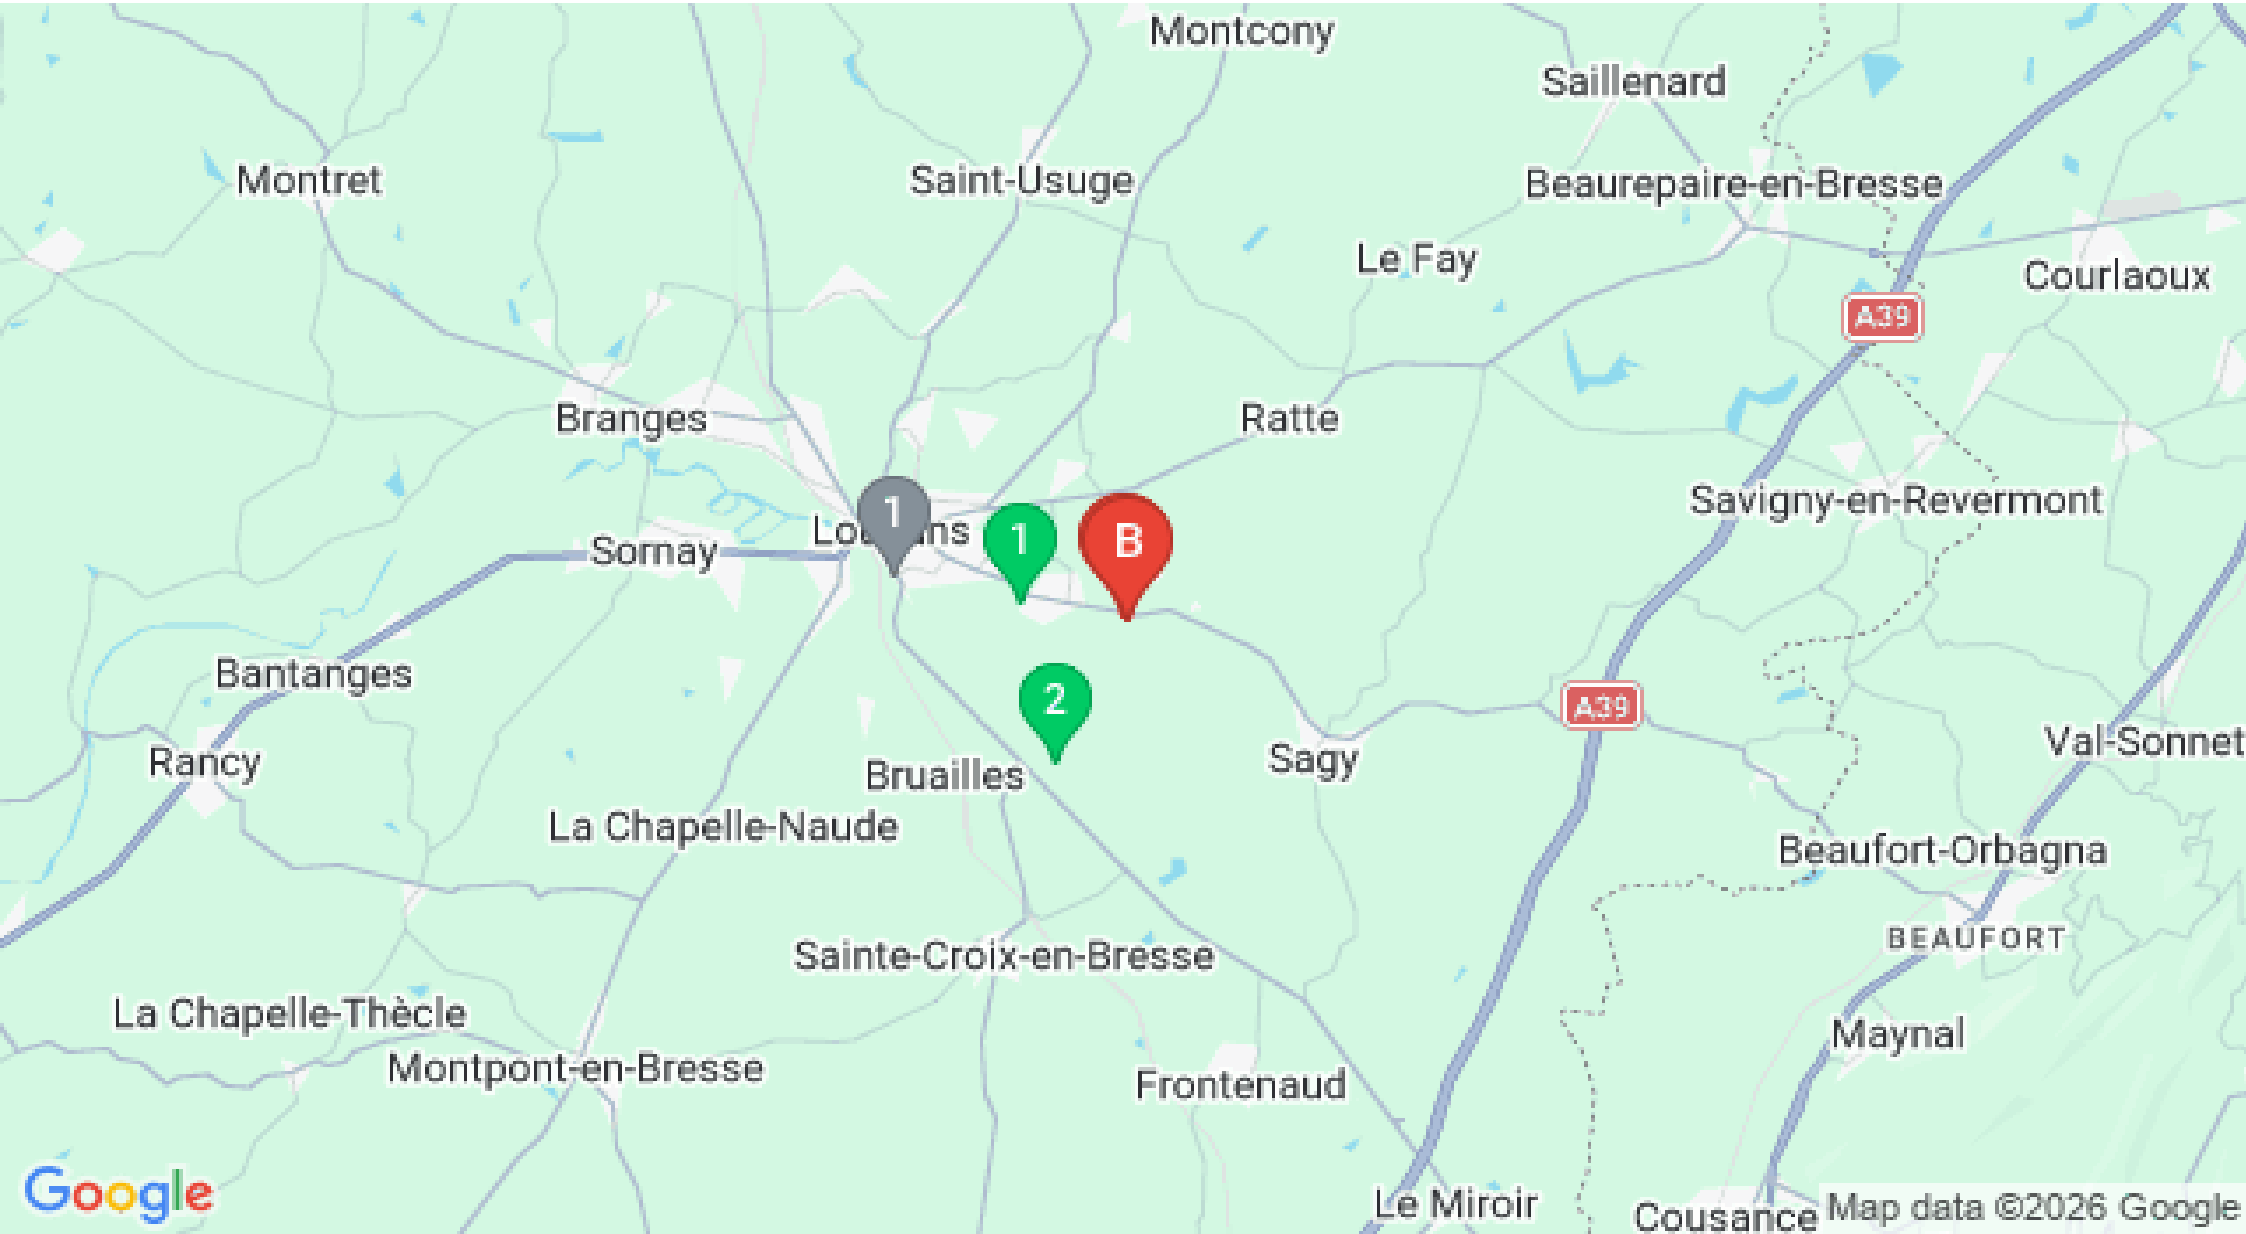 Montcony
Saillenard
Montret
Saint-Usuge
Beaurepaire-en-Bresse
Le Fay
Courlaoux
A39
Branges
Ratte
Savigny-en-Revermont
1
1
B
Sornay
Bantanges
2
A39
Rancy
Bruailles
Sagy
Val-Sonnet
La Chapelle-Naude
Beaufort-Orbagna
BEAUFORT
Sainte-Croix-en-Bresse
La Chapelle-Thècle
Maynal
Montpont-en-Bresse
Frontenaud
Google
Le Miroir
Cousance
Map data ©2026 Google